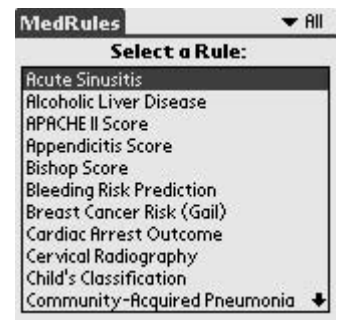 MedRules
All
Select a Rule:
Acute Sinusitis
Alcoholic Liver Disease
APACHE II Score
Appendicitis Score
Bishop Score
Bleeding Risk Prediction
Breast Cancer Risk (Gail)
Cardiac Arrest Outcome
Cervical Radiography
Child's Classification
Community-Acquired Pneumonia